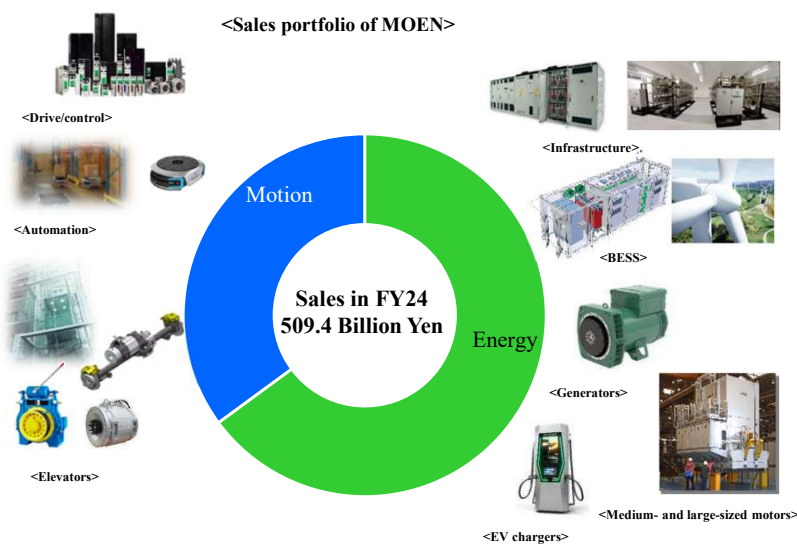 <Sales portfolio of MOEN>
<Drive/control>
<Infrastructure>
<Automation>
Motion
<BESS>
Sales in FY24
509.4 Billion Yen
Energy
<Generators>
<Elevators>
<Medium- and large-sized motors>
<EV chargers>